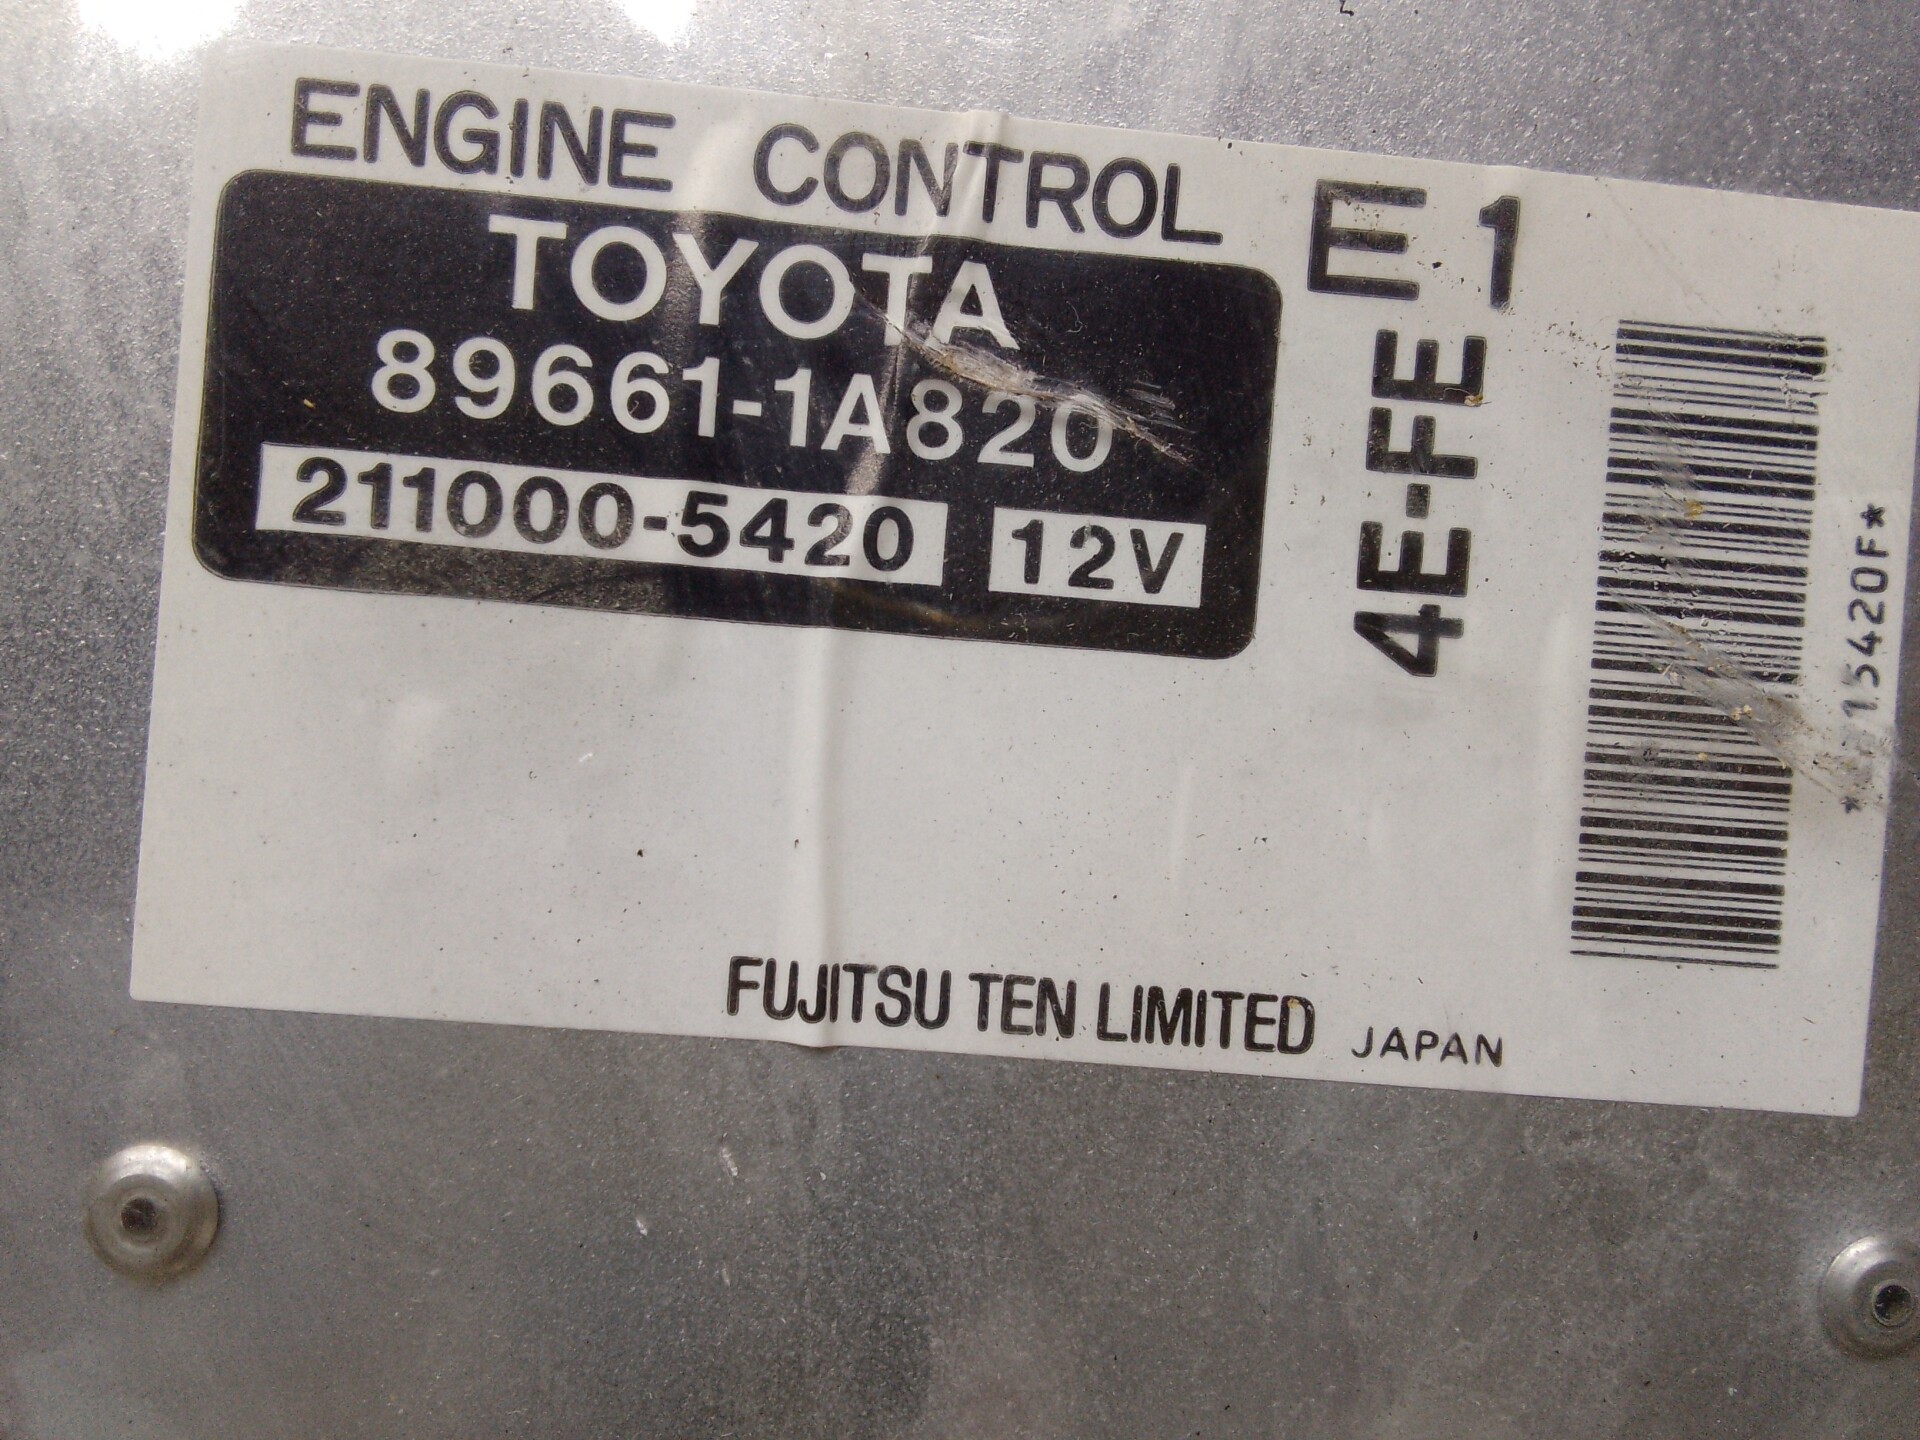 ENGINE CONTROL
E1
TOYOTA
89661-1A820
211000-5420 12V
4E-FE
FUJITSU TEN LIMITED JAPAN